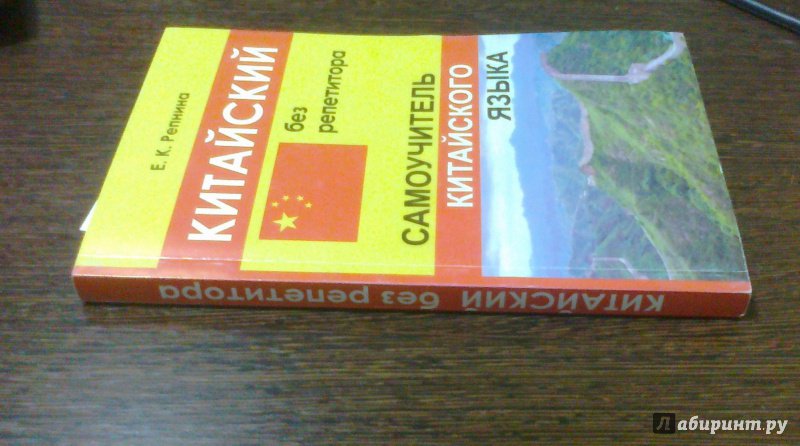 Е. К. Репнина
КИТАЙСКИЙ
без
репетитора
САМОУЧИТЕЛЬ
КИТАЙСКОГО
ЯЗЫКА
КИТАЙСКИЙ без репетитора
Лабиринт.ру